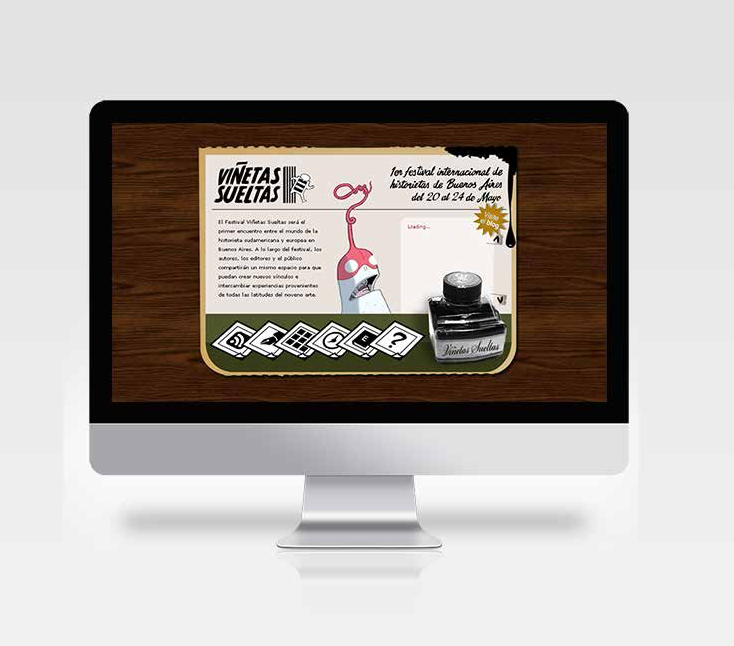 VIÑETAS
SUELTAS
1er festival internacional de
historietas de Buenos Aires
del 20 al 24 de Mayo
Visite
el blog
El Festival Viñetas Sueltas será el
primer encuentro entre el mundo de la
historieta sudamericana y europea en
Buenos Aires. A lo largo del festival, los
autores, los editores y el público
compartirán un mismo espacio para que
puedan crear nuevos vínculos e
intercambiar experiencias provenientes
de todas las latitudes del noveno arte.
Loading...
?
Viñetas Sueltas